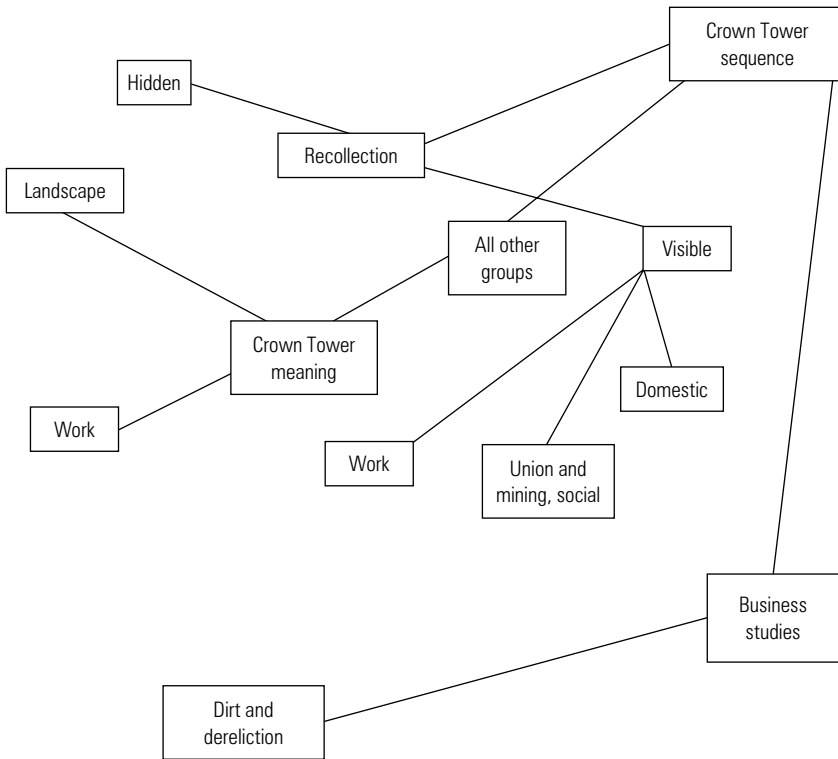 Crown Tower
sequence
Hidden
Recollection
Landscape
All other
groups
Visible
Crown Tower
meaning
Domestic
Work
Work
Union and
mining, social
Business
studies
Dirt and
dereliction